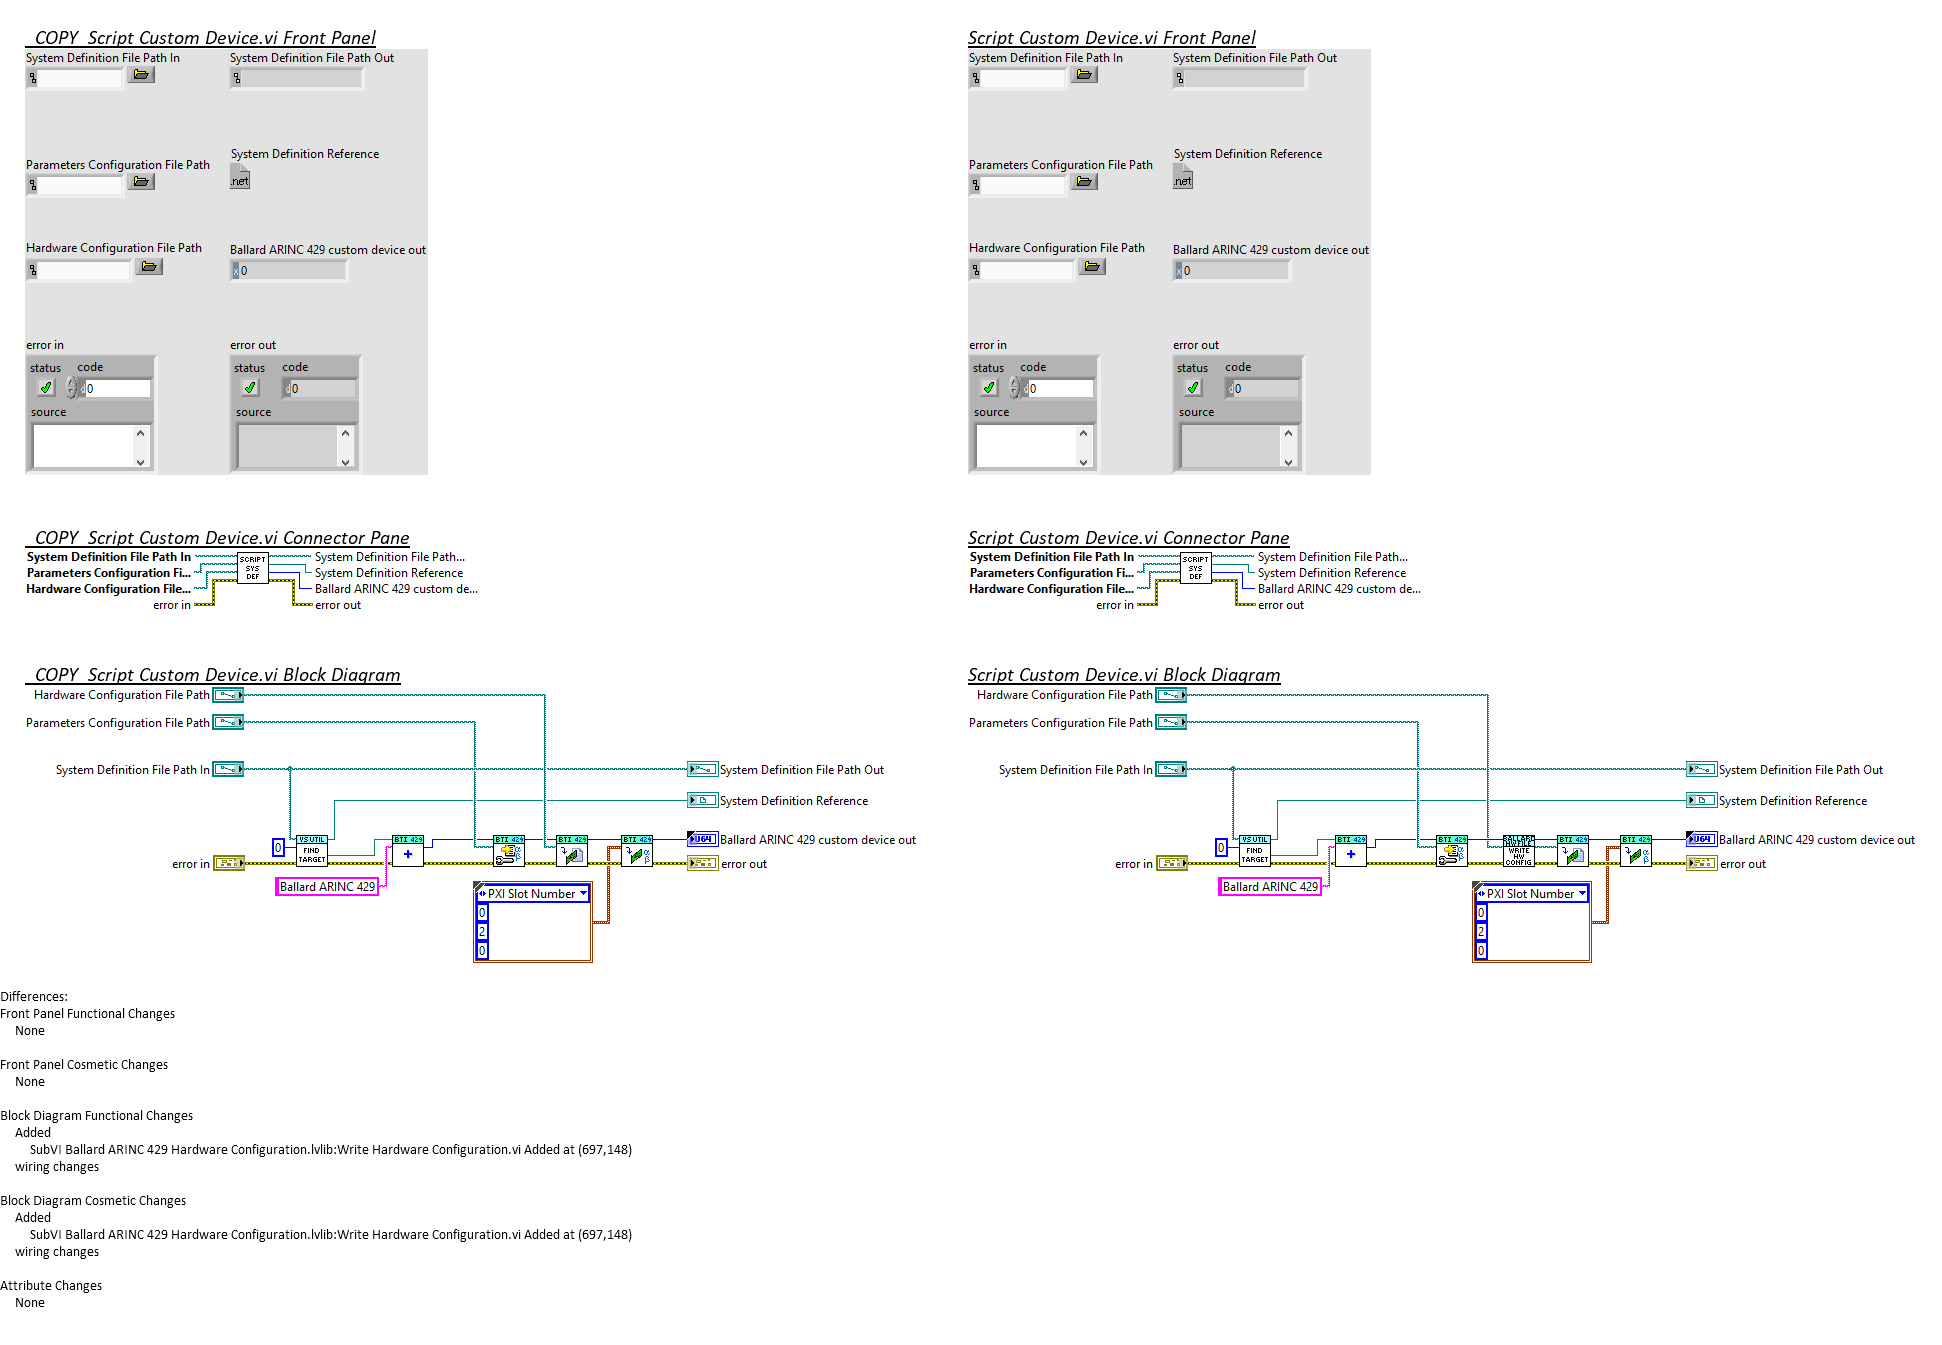 COPY Script Custom Device.vi Front Panel
System Definition File Path In
System Definition File Path Out
Parameters Configuration File Path
System Definition Reference
.net
Hardware Configuration File Path
Ballard ARINC 429 custom device out
x 0
error in
error out
status code
d 0
source
status code
d 0
source
Script Custom Device.vi Front Panel
System Definition File Path In
System Definition File Path Out
Parameters Configuration File Path
System Definition Reference
.net
Hardware Configuration File Path
Ballard ARINC 429 custom device out
x 0
error in
error out
status code
d 0
source
status code
d 0
source
COPY Script Custom Device.vi Connector Pane
System Definition File Path In
Parameters Configuration Fi...
Hardware Configuration File...
error in
SCRIPT
SYS
DEF
System Definition File Path...
System Definition Reference
Ballard ARINC 429 custom de...
error out
Script Custom Device.vi Connector Pane
System Definition File Path In
Parameters Configuration Fi...
Hardware Configuration File...
error in
SCRIPT
SYS
DEF
System Definition File Path...
System Definition Reference
Ballard ARINC 429 custom de...
error out
COPY Script Custom Device.vi Block Diagram
Hardware Configuration File Path
Parameters Configuration File Path
System Definition File Path In
System Definition File Path Out
System Definition Reference
0
VS UTIL
FIND
TARGET
BTI 429
+
BTI 429
BTI 429
BTI 429
U64
Ballard ARINC 429 custom device out
error in
error out
Ballard ARINC 429
PXI Slot Number
0
2
0
Script Custom Device.vi Block Diagram
Hardware Configuration File Path
Parameters Configuration File Path
System Definition File Path In
System Definition File Path Out
System Definition Reference
0
VS UTIL
FIND
TARGET
BTI 429
+
BTI 429
BALLARD
HWFILE
WRITE
HW
CONFIG
BTI 429
BTI 429
U64
Ballard ARINC 429 custom device out
error in
error out
Ballard ARINC 429
PXI Slot Number
0
2
0
Differences:
Front Panel Functional Changes
None
Front Panel Cosmetic Changes
None
Block Diagram Functional Changes
Added
SubVI Ballard ARINC 429 Hardware Configuration.lvlib:Write Hardware Configuration.vi Added at (697,148)
wiring changes
Block Diagram Cosmetic Changes
Added
SubVI Ballard ARINC 429 Hardware Configuration.lvlib:Write Hardware Configuration.vi Added at (697,148)
wiring changes
Attribute Changes
None